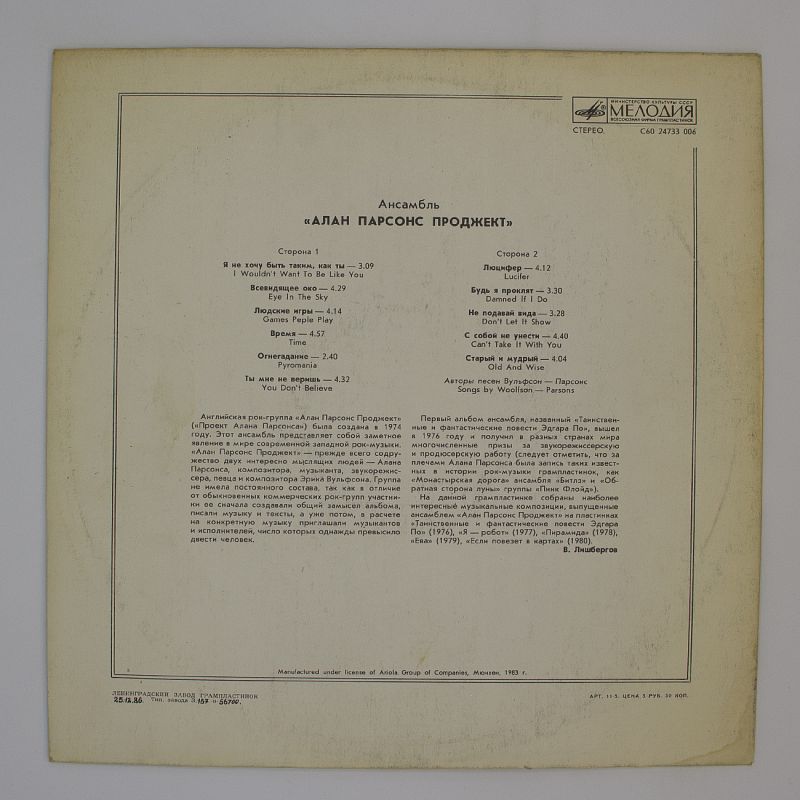 МИНИСТЕРСТВО КУЛЬТУРЫ СССР
МЕЛОДИЯ
ВСЕСОЮЗНАЯ ФИРМА ГРАМПЛАСТИНОК
СТЕРЕО. С60 24733 006
Ансамбль
«АЛАН ПАРСОНС ПРОДЖЕКТ»
Сторона 1
Я не хочу быть таким, как ты — 3.09
I Wouldn't Want To Be Like You
Всевидящее око — 4.29
Eye In The Sky
Людские игры — 4.14
Games Peple Play
Время — 4.57
Time
Огнегадание — 2.40
Pyromania
Ты мне не веришь — 4.32
You Don't Believe
Сторона 2
Люцифер — 4.12
Lucifer
Будь я проклят — 3.30
Damned If I Do
Не подавай вида — 3.28
Don't Let It Show
С собой не унести — 4.40
Can't Take It With You
Старый и мудрый — 4.04
Old And Wise
Авторы песен Вульфсон — Парсонс
Songs by Woollson — Parsons
Английская рок-группа «Алан Парсонс Проджект»
(«Проект Алана Парсонса») была создана в 1974
году. Этот ансамбль представляет собой заметное
явление в мире современной западной рок-музыки.
«Алан Парсонс Проджект» — прежде всего содру-
жество двух интересно мыслящих людей — Алана
Парсонса, композитора, музыканта, звукорежис-
сера, певца и композитора Эрика Вульфсона. Группа
не имела постоянного состава, так как в отличие
от обыкновенных коммерческих рок-групп участни-
ки ее сначала создавали общий замысел альбома,
писали музыку и тексты, а уже потом, в расчете
на конкретную музыку приглашали музыкантов
и исполнителей, число которых однажды превысило
двести человек.
Первый альбом ансамбля, названный «Таинствен-
ные и фантастические повести Эдгара По», вышел
в 1976 году и получил в разных странах мира
многочисленные призы за звукорежиссерскую
и продюсерскую работу (следует отметить, что за
плечами Алана Парсонса была запись таких извест-
ных в истории рок-музыки грампластинок, как
«Монастырская дорога» ансамбля «Битлз» и «Об-
ратная сторона луны» группы «Пинк Флойд»).
На данной грампластинке собраны наиболее
интересные музыкальные композиции, выпущенные
ансамблем «Алан Парсонс Проджект» на пластинках
«Таинственные и фантастические повести Эдгара
По» (1976), «Я — робот» (1977), «Пирамида» (1978),
«Ева» (1979), «Если повезет в картах» (1980).
В. Лишбергов
Manufactured under license of Ariola Group of Companies, Мюнхен, 1983 г.
ЛЕНИНГРАДСКИЙ ЗАВОД ГРАМПЛАСТИНОК
25.12.86. Тип. завода З. 157 т. 56700.
АРТ. 11-3. ЦЕНА 3 РУБ. 50 КОП.